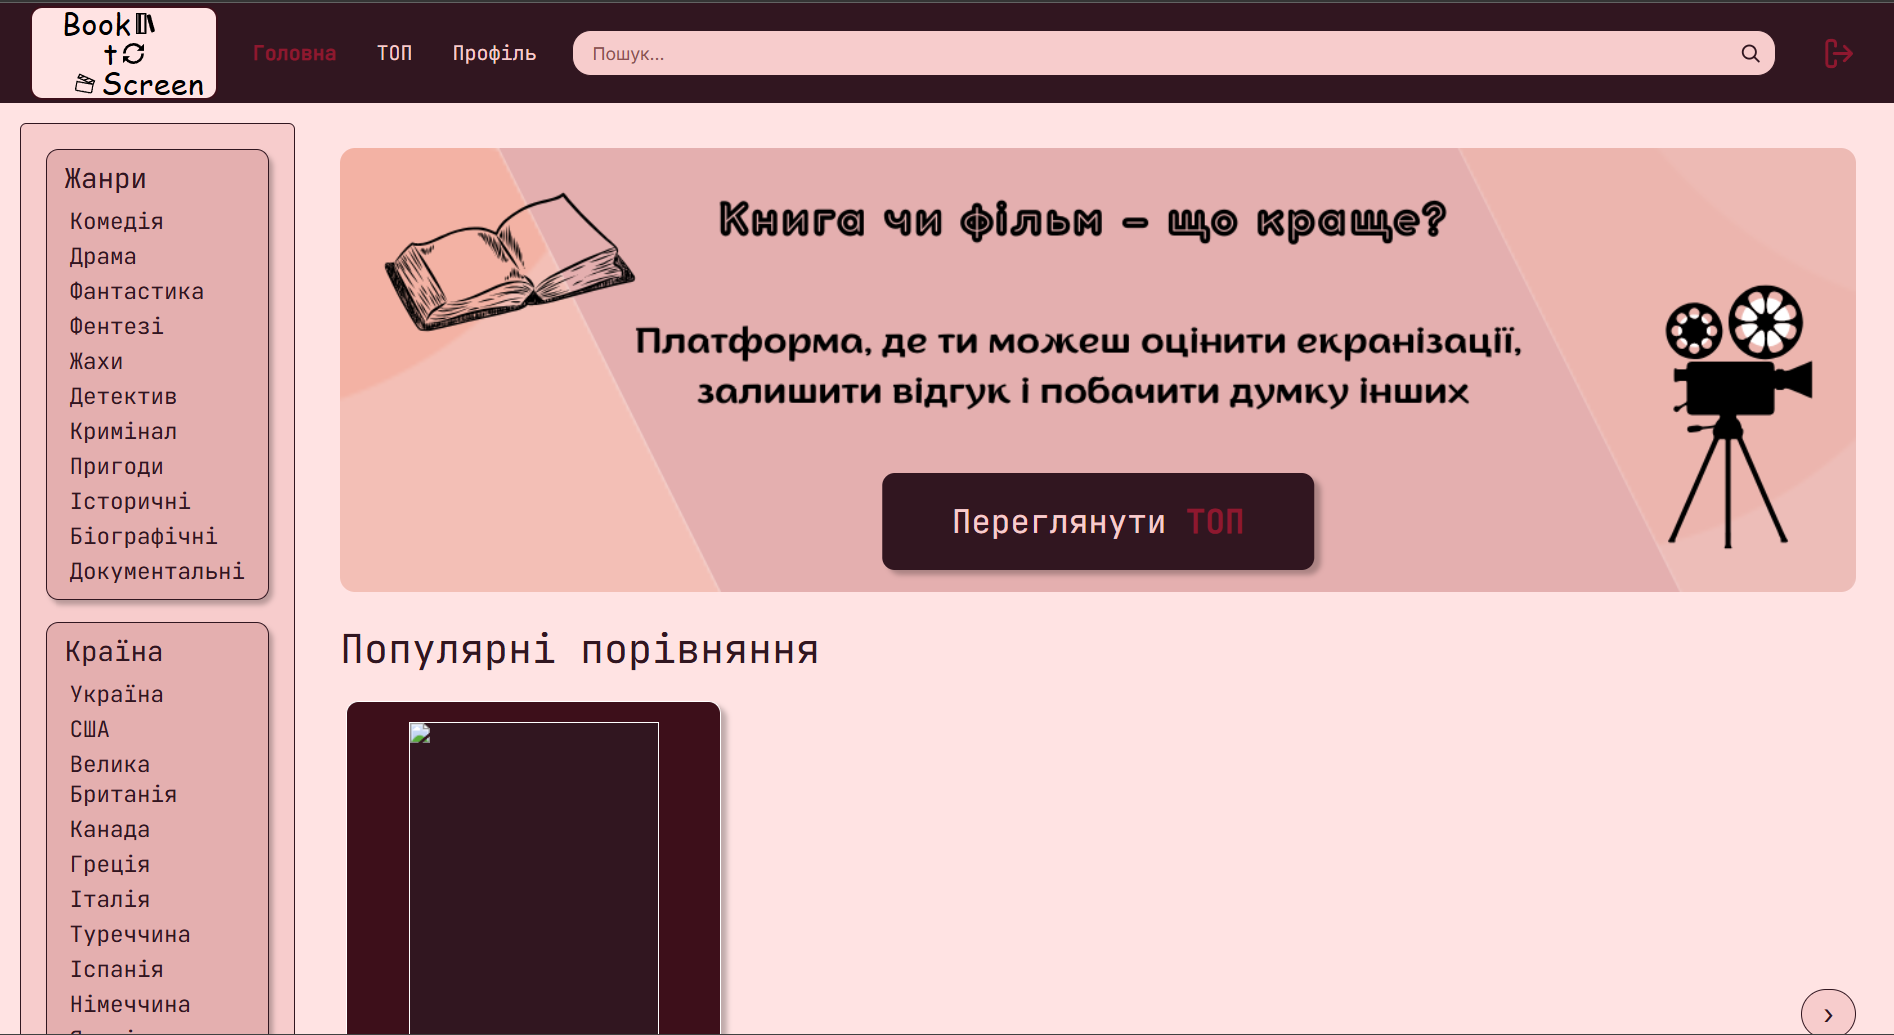 Book
t
Screen
Головна
ТОП
Профіль
Пошук...
Жанри
Комедія
Драма
Фантастика
Фентезі
Жахи
Детектив
Кримінал
Пригоди
Історичні
Біографічні
Документальні
Країна
Україна
США
Велика
Британія
Канада
Греція
Італія
Туреччина
Іспанія
Німеччина
Книга чи фільм – що краще?
Платформа, де ти можеш оцінити екранізації,
залишити відгук і побачити думку інших
Переглянути ТОП
Популярні порівняння